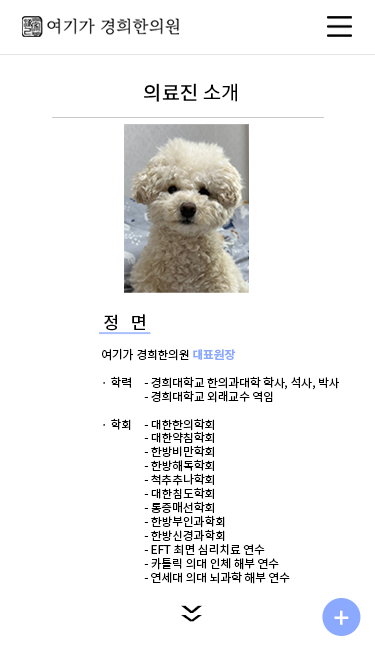 여기가 경희한의원
의료진 소개
정 면
여기가 경희한의원 대표원장
· 학력 - 경희대학교 한의과대학 학사, 석사, 박사
- 경희대학교 외래교수 역임
· 학회 - 대한한의학회
- 대한약침학회
- 한방비만학회
- 한방해독학회
- 척추추나학회
- 대한침도학회
- 통증매선학회
- 한방부인과학회
- 한방신경과학회
- EFT 최면 심리치료 연수
- 카톨릭 의대 인체 해부 연수
- 연세대 의대 뇌과학 해부 연수
+